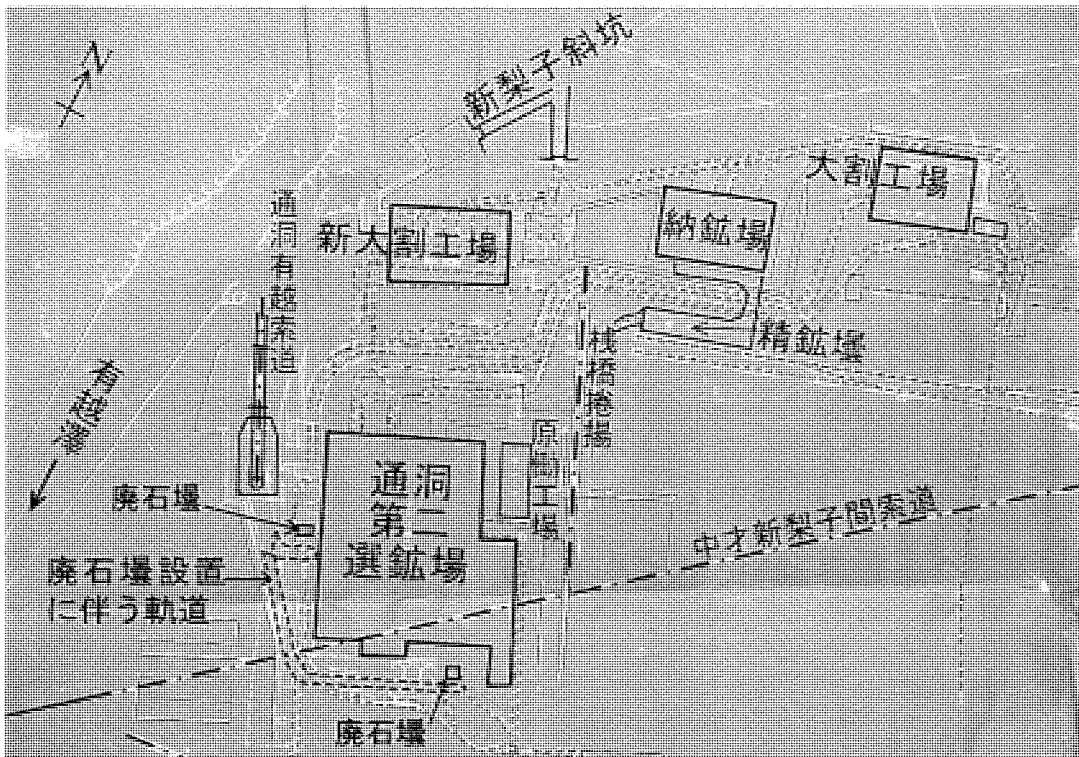 N
新梨子斜坑
大割工場
通洞有越索道
新大割工場
納鉱場
精鉱場
桟橋捲場
有越
原動工場
廃石場
通洞
第二
選鉱場
中才新梨子間索道
廃石場設置
に伴う軌道
廃石場